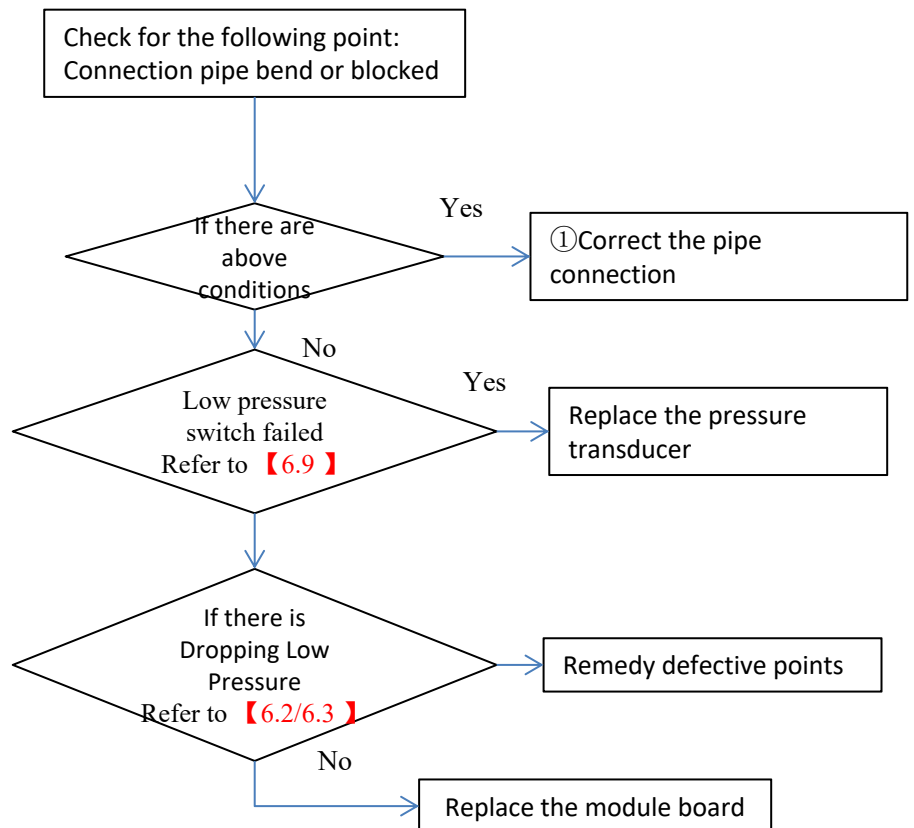 Check for the following point:
Connection pipe bend or blocked
Yes
If there are
above
conditions
①Correct the pipe
connection
No
Yes
Low pressure
switch failed
Refer to 【6.9 】
Replace the pressure
transducer
If there is
Dropping Low
Pressure
Refer to 【6.2/6.3 】
Remedy defective points
No
Replace the module board